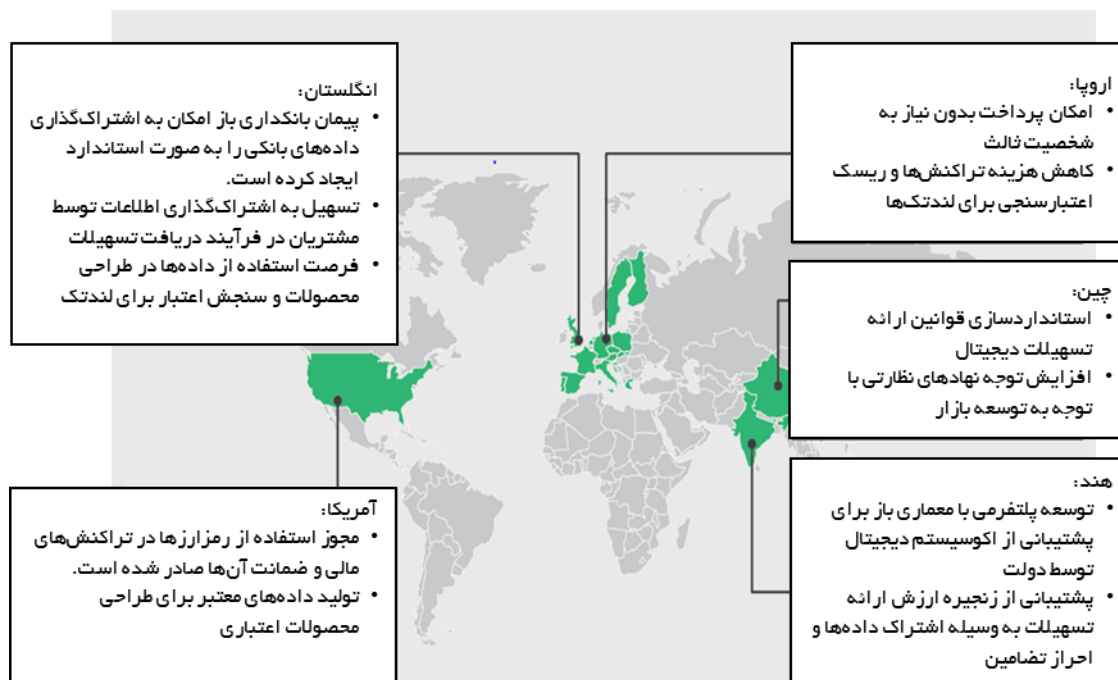 انگلستان:
• پیمان بانکداری باز امکان به اشتراک‌گذاری
داده‌های بانکی را به صورت استاندارد
ایجاد کرده است.
• تسهیل به اشتراک‌گذاری اطلاعات توسط
مشتریان در فرآیند دریافت تسهیلات
• فرصت استفاده از داده‌ها در طراحی
محصولات و سنجش اعتبار برای لندتک
اروپا:
• امکان پرداخت بدون نیاز به
شخصیت ثالث
• کاهش هزینه تراکنش‌ها و ریسک
اعتبارسنجی برای لندتک‌ها
چین:
• استانداردسازی قوانین ارائه
تسهیلات دیجیتال
• افزایش توجه نهادهای نظارتی با
توجه به توسعه بازار
آمریکا:
• مجوز استفاده از رمزارزها در تراکنش‌های
مالی و ضمانت آن‌ها صادر شده است.
• تولید داده‌های معتبر برای طراحی
محصولات اعتباری
هند:
• توسعه پلتفرمی با معماری باز برای
پشتیبانی از اکوسیستم دیجیتال
توسط دولت
• پشتیبانی از زنجیره ارزش ارائه
تسهیلات به وسیله اشتراک داده‌ها و
احراز تضامین